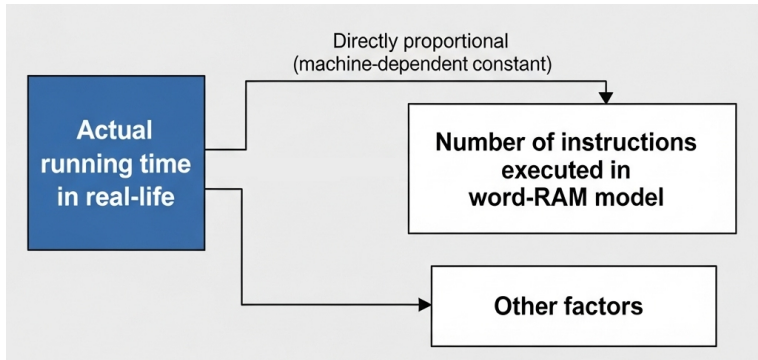 Directly proportional
(machine-dependent constant)
Actual
running time
in real-life
Number of instructions
executed in
word-RAM model
Other factors